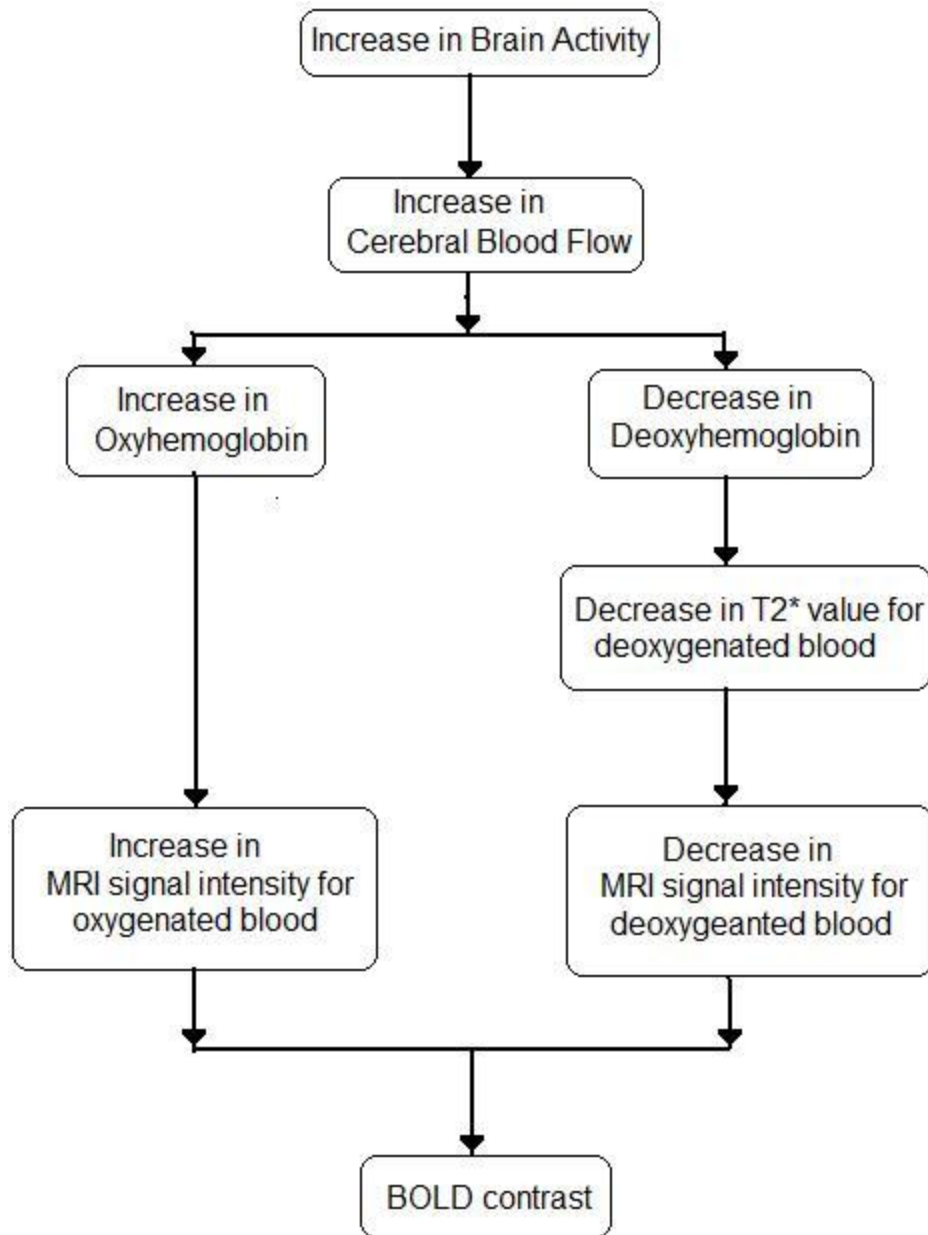 Increase in Brain Activity
Increase in
Cerebral Blood Flow
Increase in
Oxyhemoglobin
Decrease in
Deoxyhemoglobin
Decrease in T2* value for
deoxygenated blood
Increase in
MRI signal intensity for
oxygenated blood
Decrease in
MRI signal intensity for
deoxygeanted blood
BOLD contrast